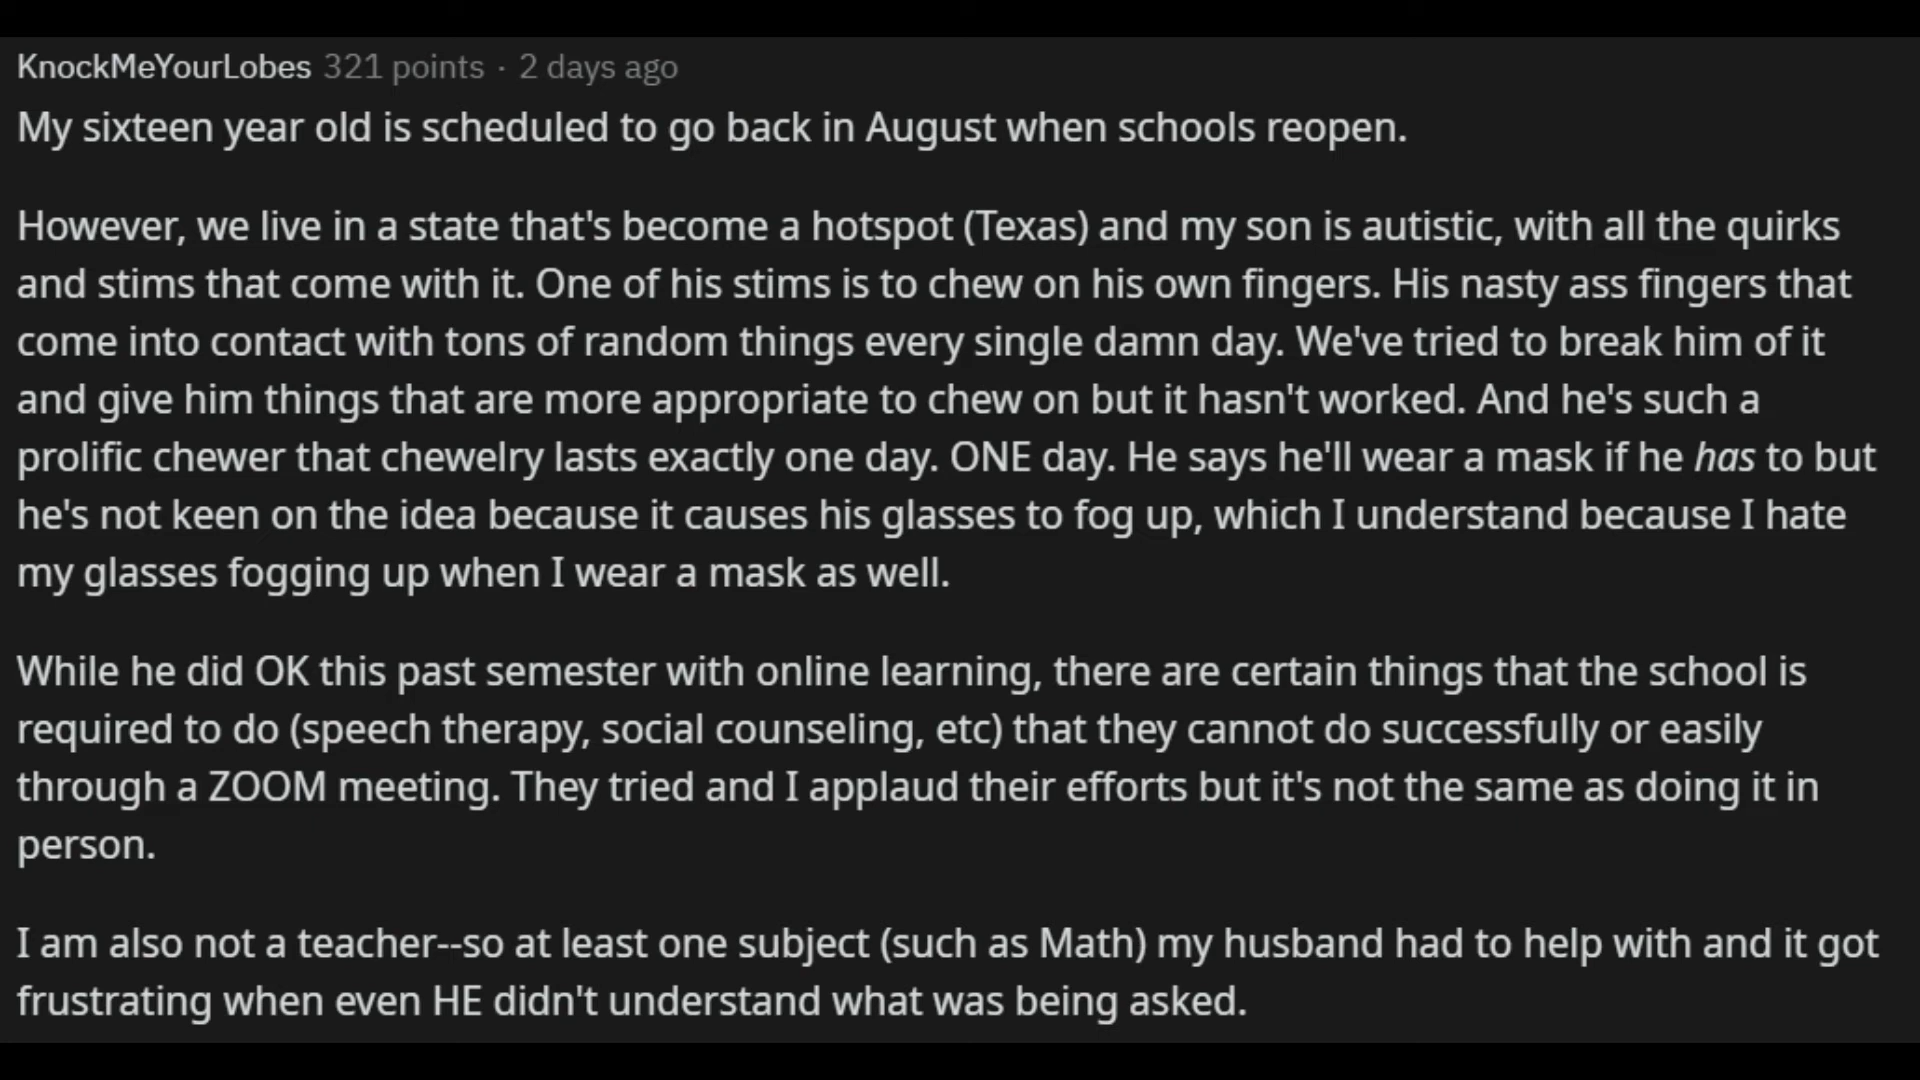 KnockMeYourLobes 321 points · 2 days ago
My sixteen year old is scheduled to go back in August when schools reopen.
However, we live in a state that's become a hotspot (Texas) and my son is autistic, with all the quirks
and stims that come with it. One of his stims is to chew on his own fingers. His nasty ass fingers that
come into contact with tons of random things every single damn day. We've tried to break him of it
and give him things that are more appropriate to chew on but it hasn't worked. And he's such a
prolific chewer that chewelry lasts exactly one day. ONE day. He says he'll wear a mask if he has to but
he's not keen on the idea because it causes his glasses to fog up, which I understand because I hate
my glasses fogging up when I wear a mask as well.
While he did OK this past semester with online learning, there are certain things that the school is
required to do (speech therapy, social counseling, etc) that they cannot do successfully or easily
through a ZOOM meeting. They tried and I applaud their efforts but it's not the same as doing it in
person.
I am also not a teacher--so at least one subject (such as Math) my husband had to help with and it got
frustrating when even HE didn't understand what was being asked.